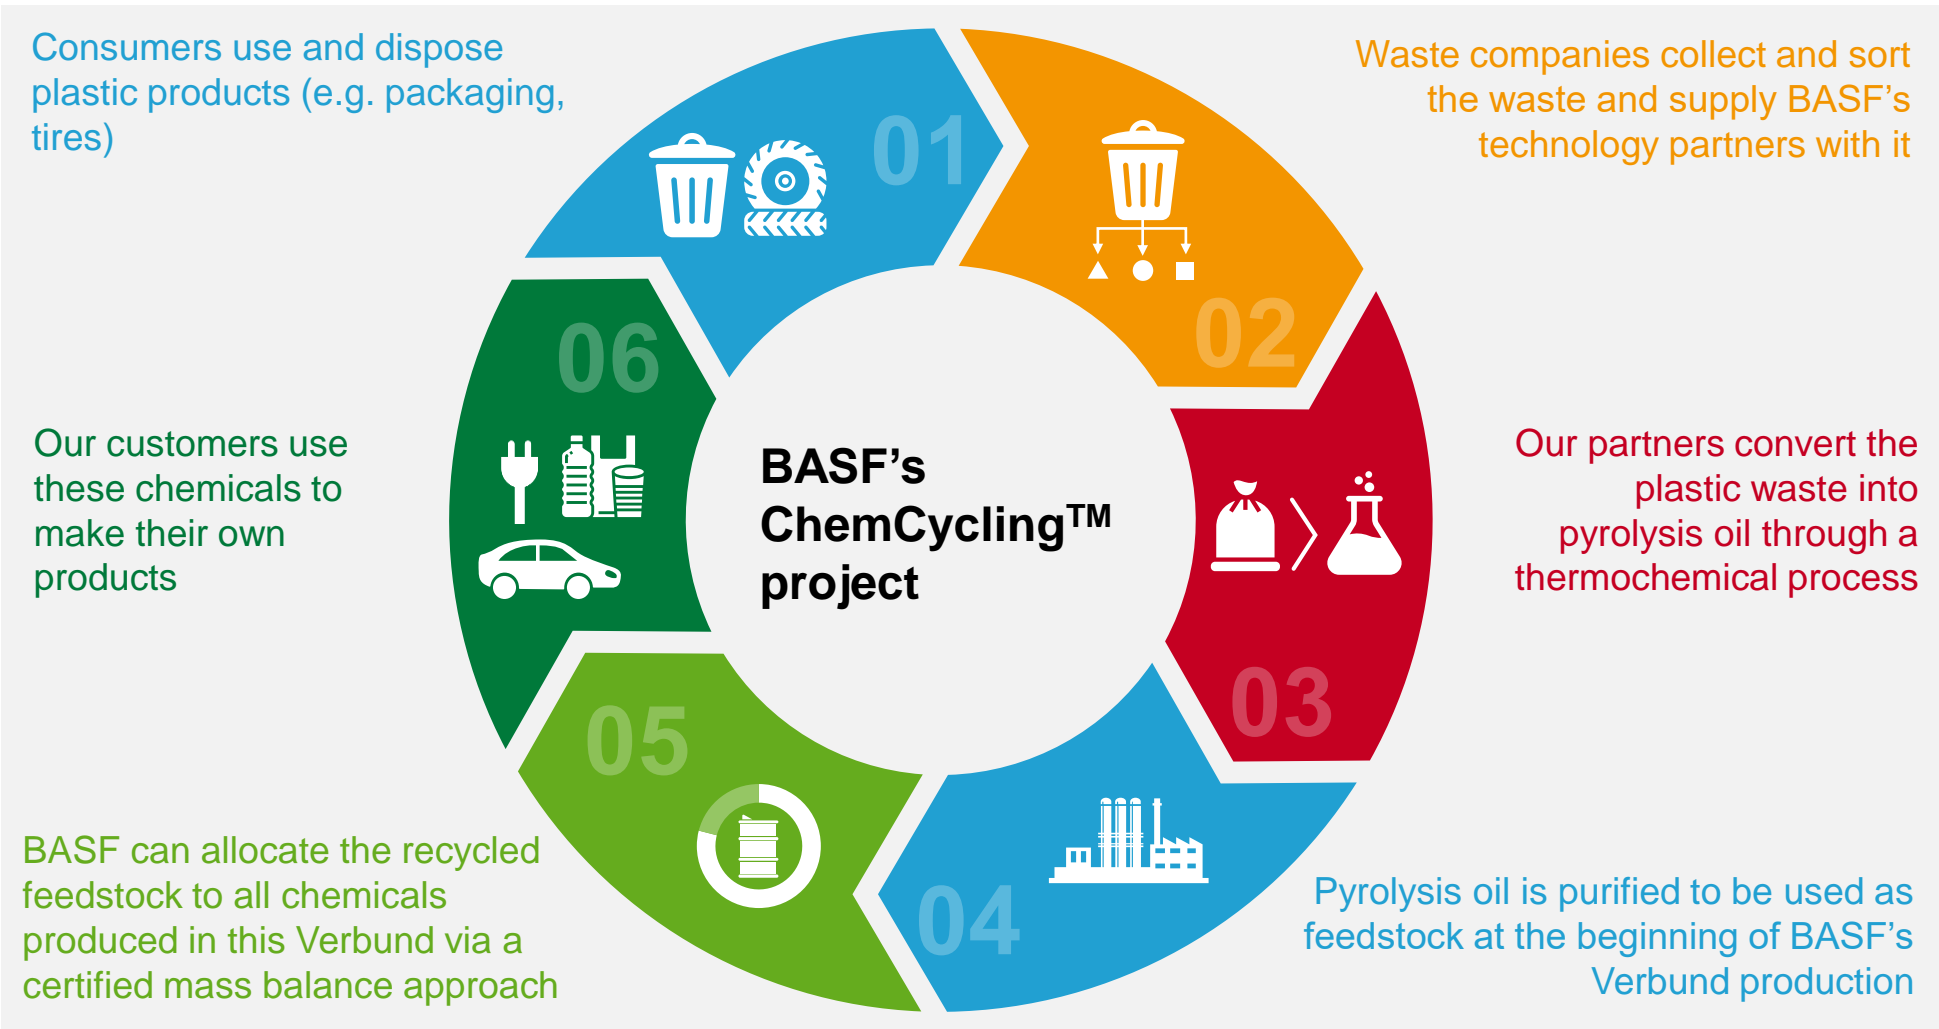 Consumers use and dispose
plastic products (e.g. packaging,
tires)
01
Waste companies collect and sort
the waste and supply BASF's
technology partners with it
02
Our partners convert the
plastic waste into
pyrolysis oil through a
thermochemical process
03
Pyrolysis oil is purified to be used as
feedstock at the beginning of BASF's
Verbund production
04
BASF can allocate the recycled
feedstock to all chemicals
produced in this Verbund via a
certified mass balance approach
05
Our customers use
these chemicals to
make their own
products
06
BASF's
ChemCycling™
project